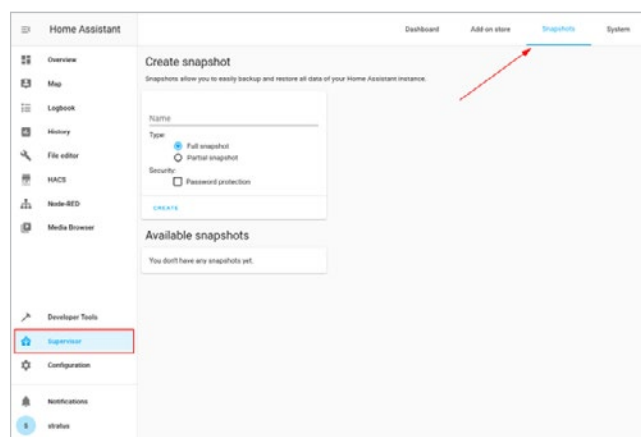 Home Assistant
Dashboard
Add-on store
Snapshots
System
Overview
Map
Logbook
History
File editor
HACS
Node-RED
Media Browser
Developer Tools
Supervisor
Configuration
Notifications
S
stratus
Create snapshot
Snapshots allow you to easily backup and restore all data of your Home Assistant instance.
Name
Type:
Full snapshot
Partial snapshot
Security:
Password protection
CREATE
Available snapshots
You don't have any snapshots yet.